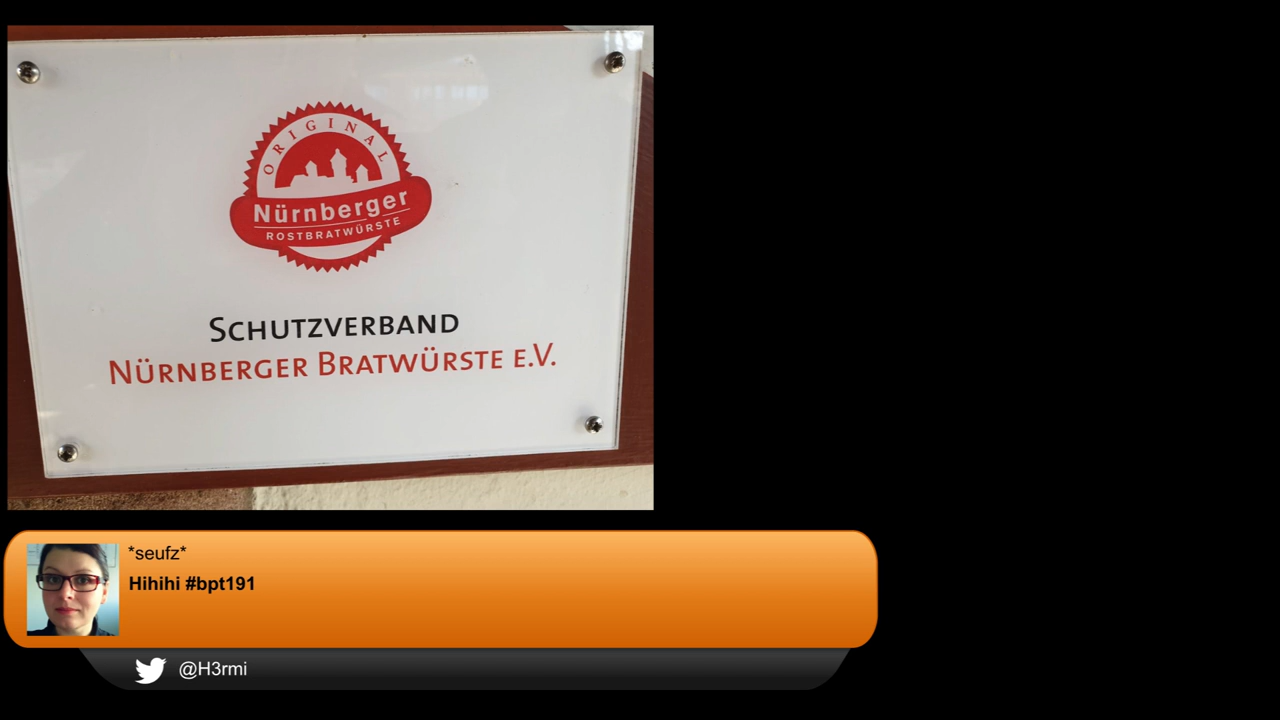 ORIGINAL
Nürnberger
ROSTBRATWÜRSTE
SCHUTZVERBAND
NÜRNBERGER BRATWÜRSTE E.V.
*seufz*
Hihihi #bpt191
@H3rmi